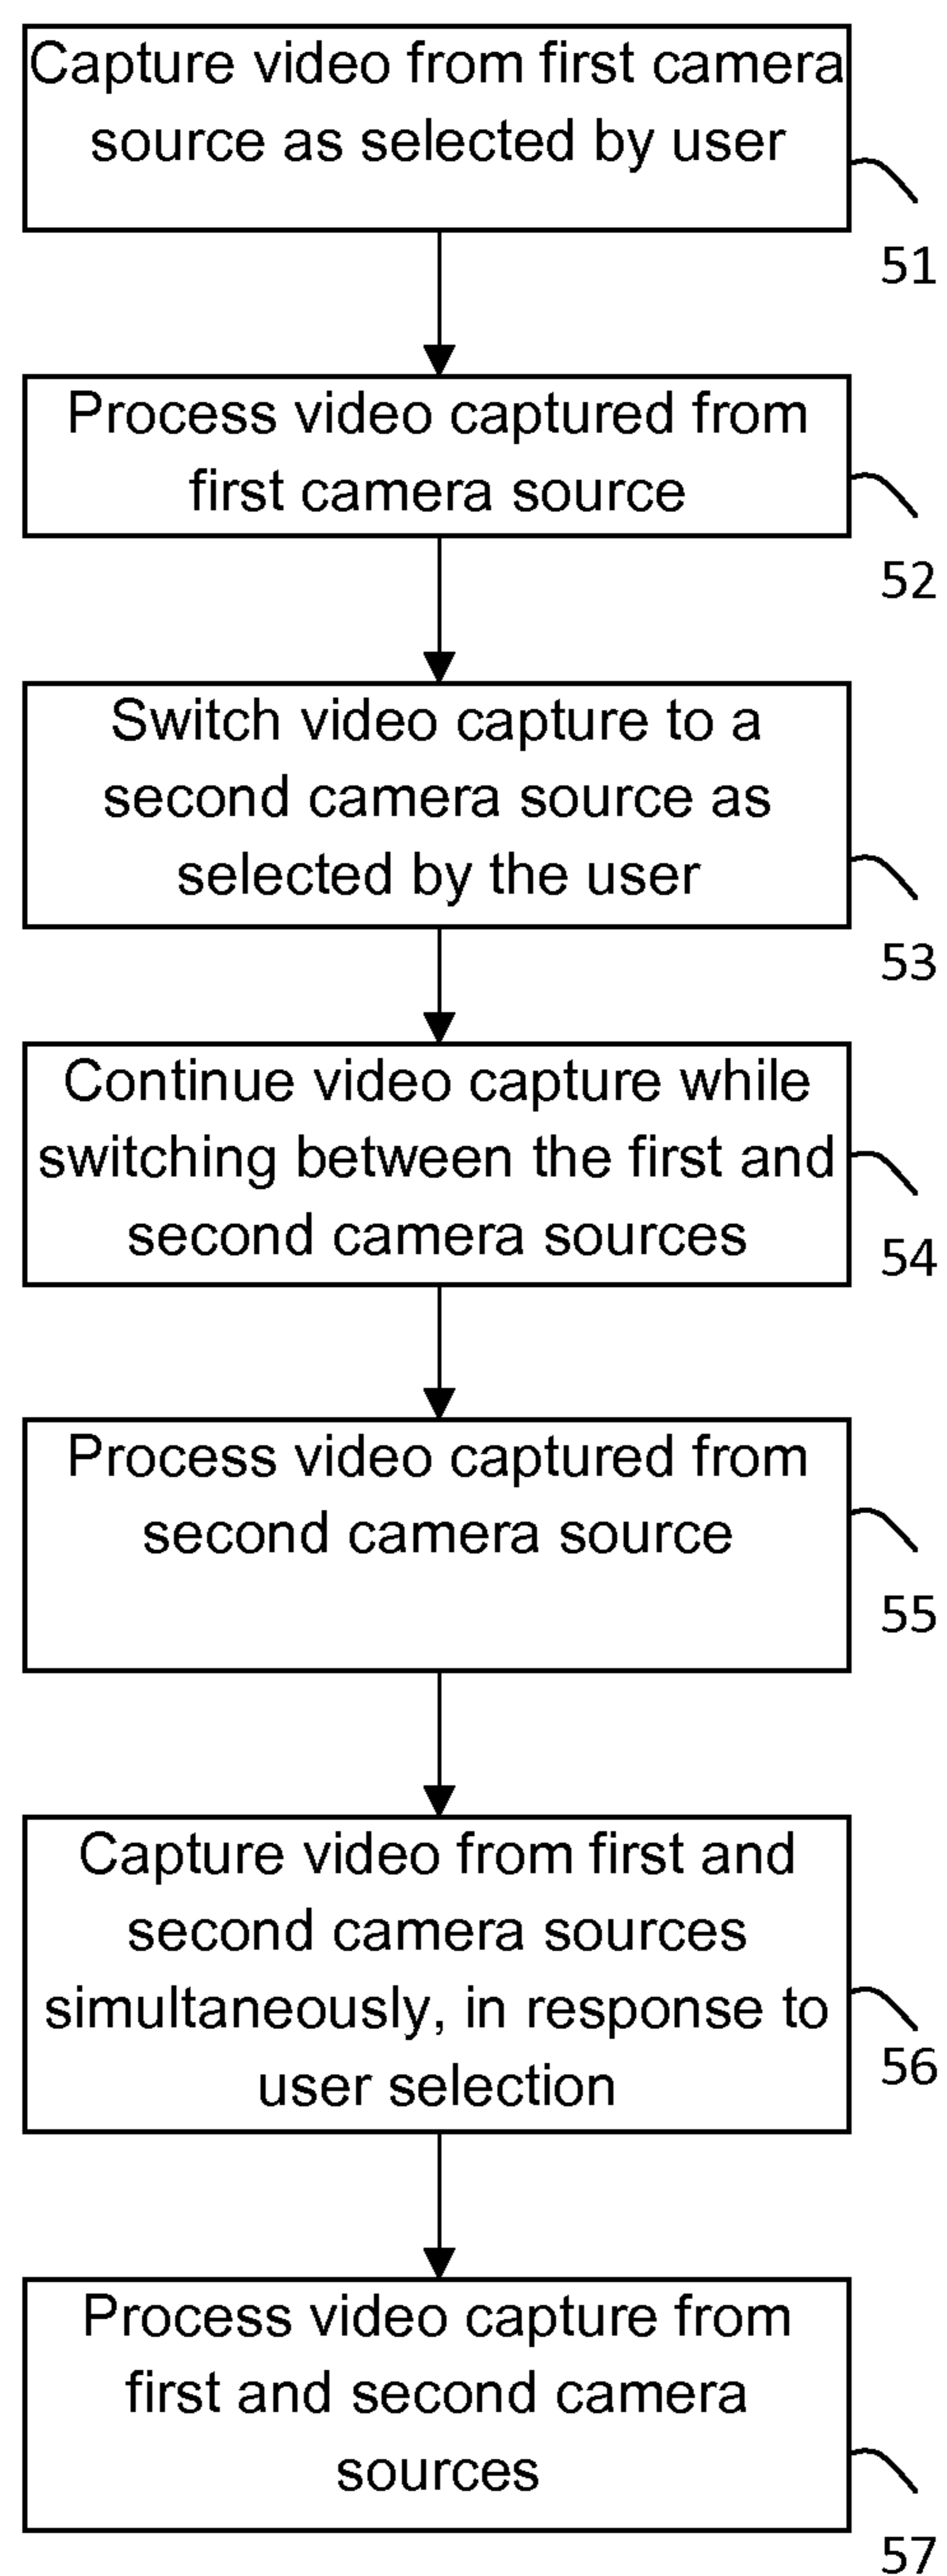 Capture video from first camera
source as selected by user
51
Process video captured from
first camera source
52
Switch video capture to a
second camera source as
selected by the user
53
Continue video capture while
switching between the first and
second camera sources
54
Process video captured from
second camera source
55
Capture video from first and
second camera sources
simultaneously, in response to
user selection
56
Process video capture from
first and second camera
sources
57